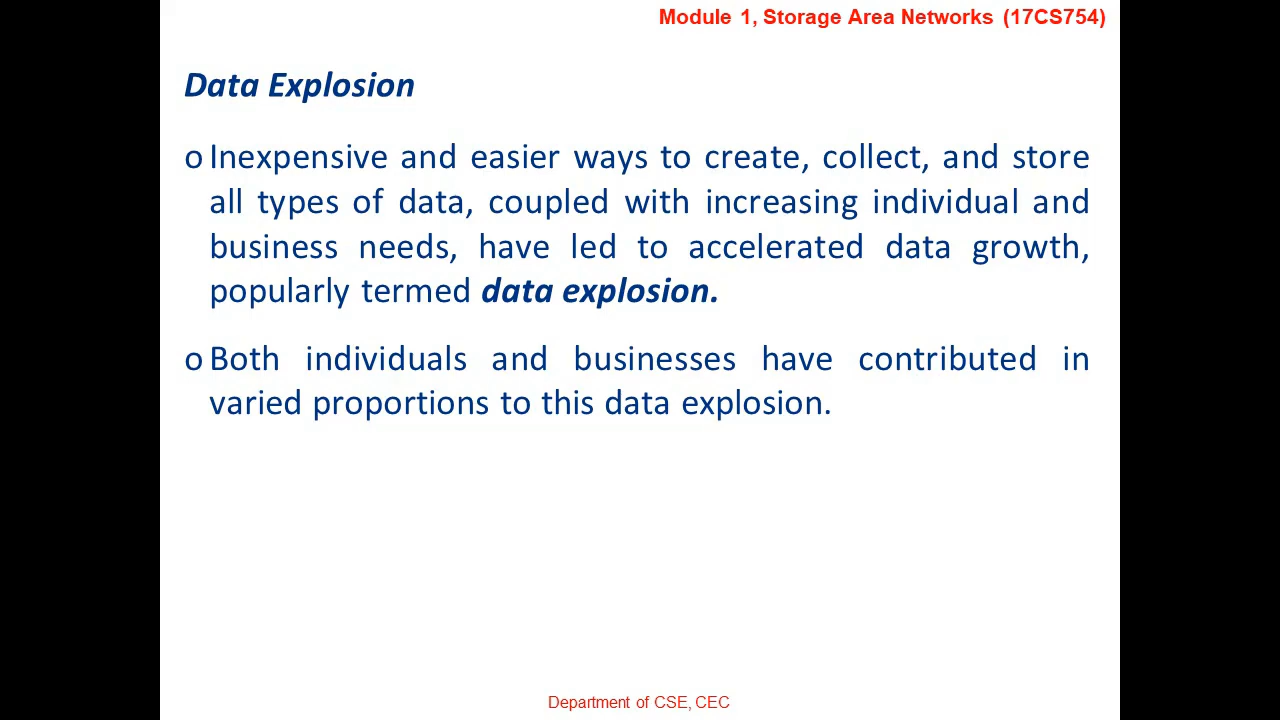 Module 1, Storage Area Networks (17CS754)
Data Explosion
o Inexpensive and easier ways to create, collect, and store
all types of data, coupled with increasing individual and
business needs, have led to accelerated data growth,
popularly termed data explosion.
o Both individuals and businesses have contributed in
varied proportions to this data explosion.
Department of CSE, CEC